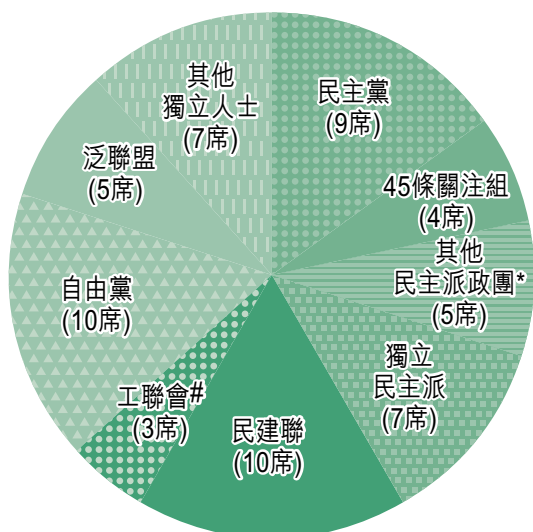 民主黨
(9席)
45條關注組
(4席)
其他
民主派政團*
(5席)
獨立
民主派
(7席)
民建聯
(10席)
工聯會#
(3席)
自由黨
(10席)
泛聯盟
(5席)
其他
獨立人士
(7席)